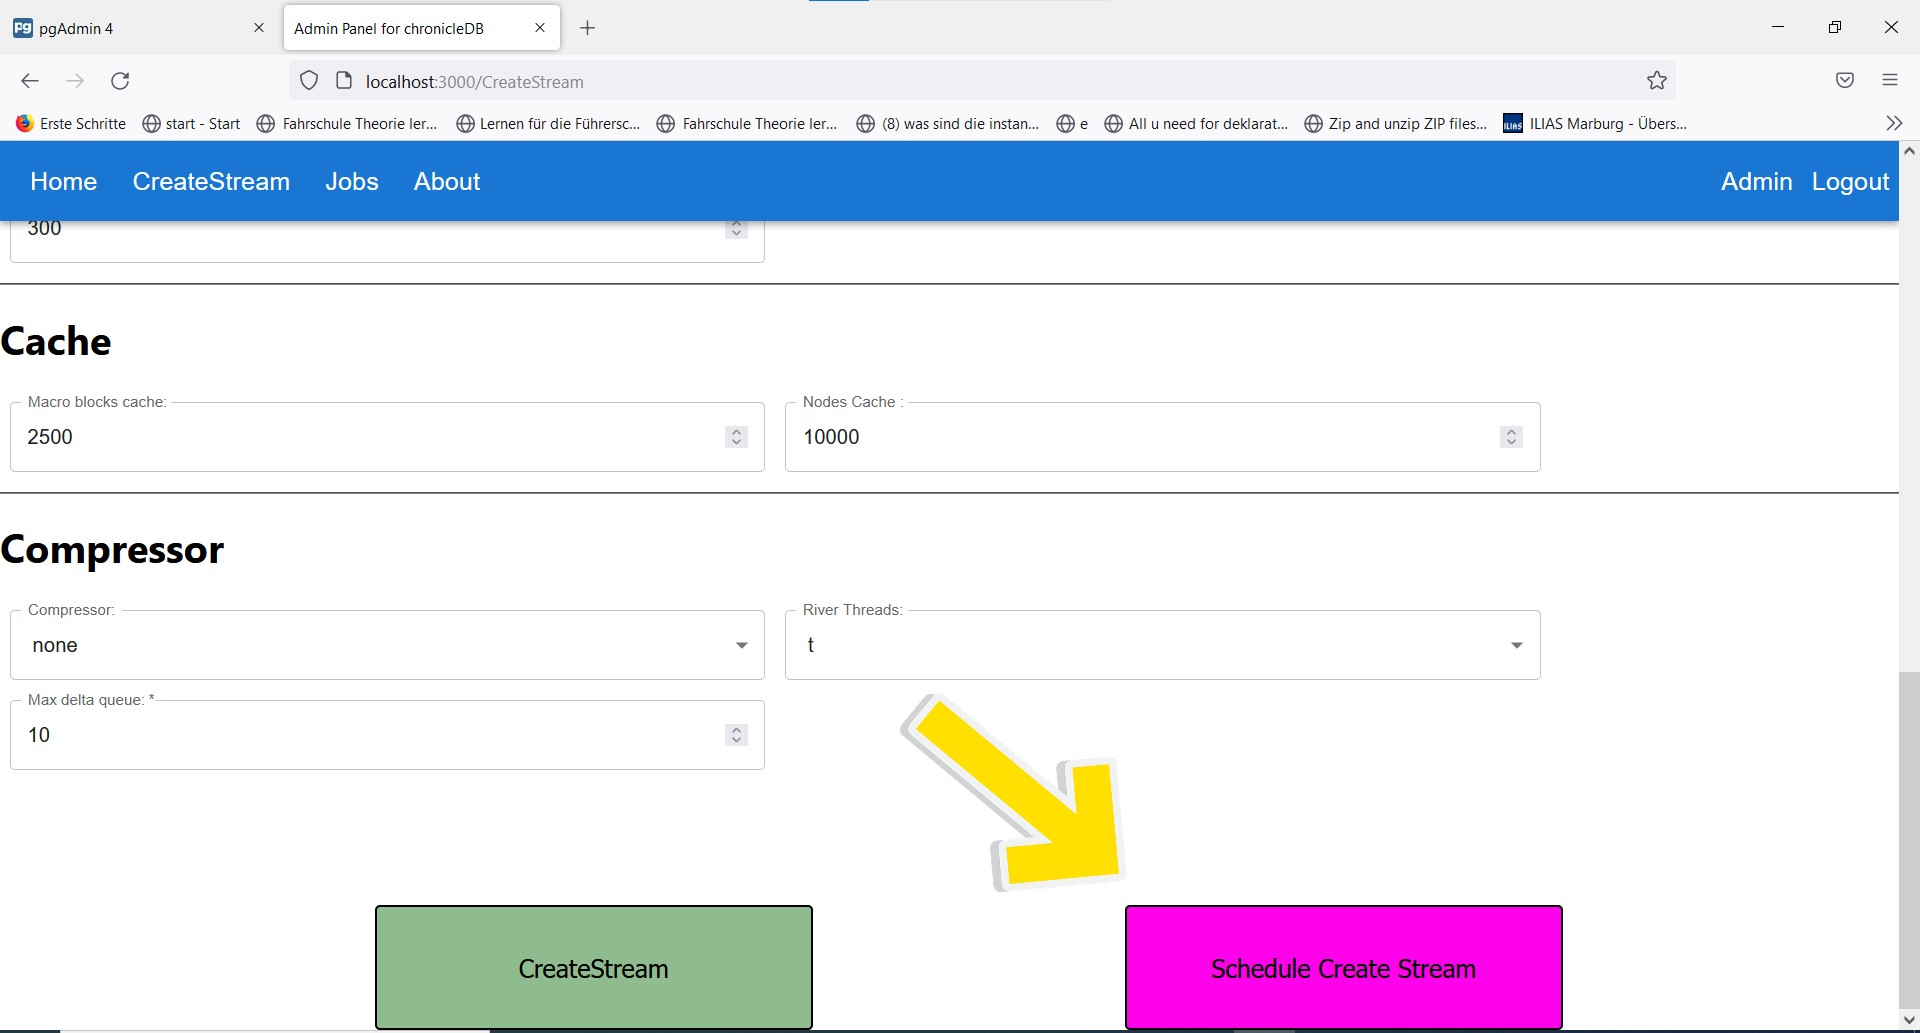 pgAdmin 4
Admin Panel for chronicleDB
localhost:3000/CreateStream
Erste Schritte
start - Start
Fahrschule Theorie ler...
Lernen für die Führersc...
Fahrschule Theorie ler...
(8) was sind die instan...
e
All u need for deklarat...
Zip and unzip ZIP files...
ILIAS Marburg - Übers...
Home CreateStream Jobs About Admin Logout
300
Cache
Macro blocks cache: Nodes Cache :
2500 10000
Compressor
Compressor: River Threads:
none t
Max delta queue: *
10
CreateStream Schedule Create Stream